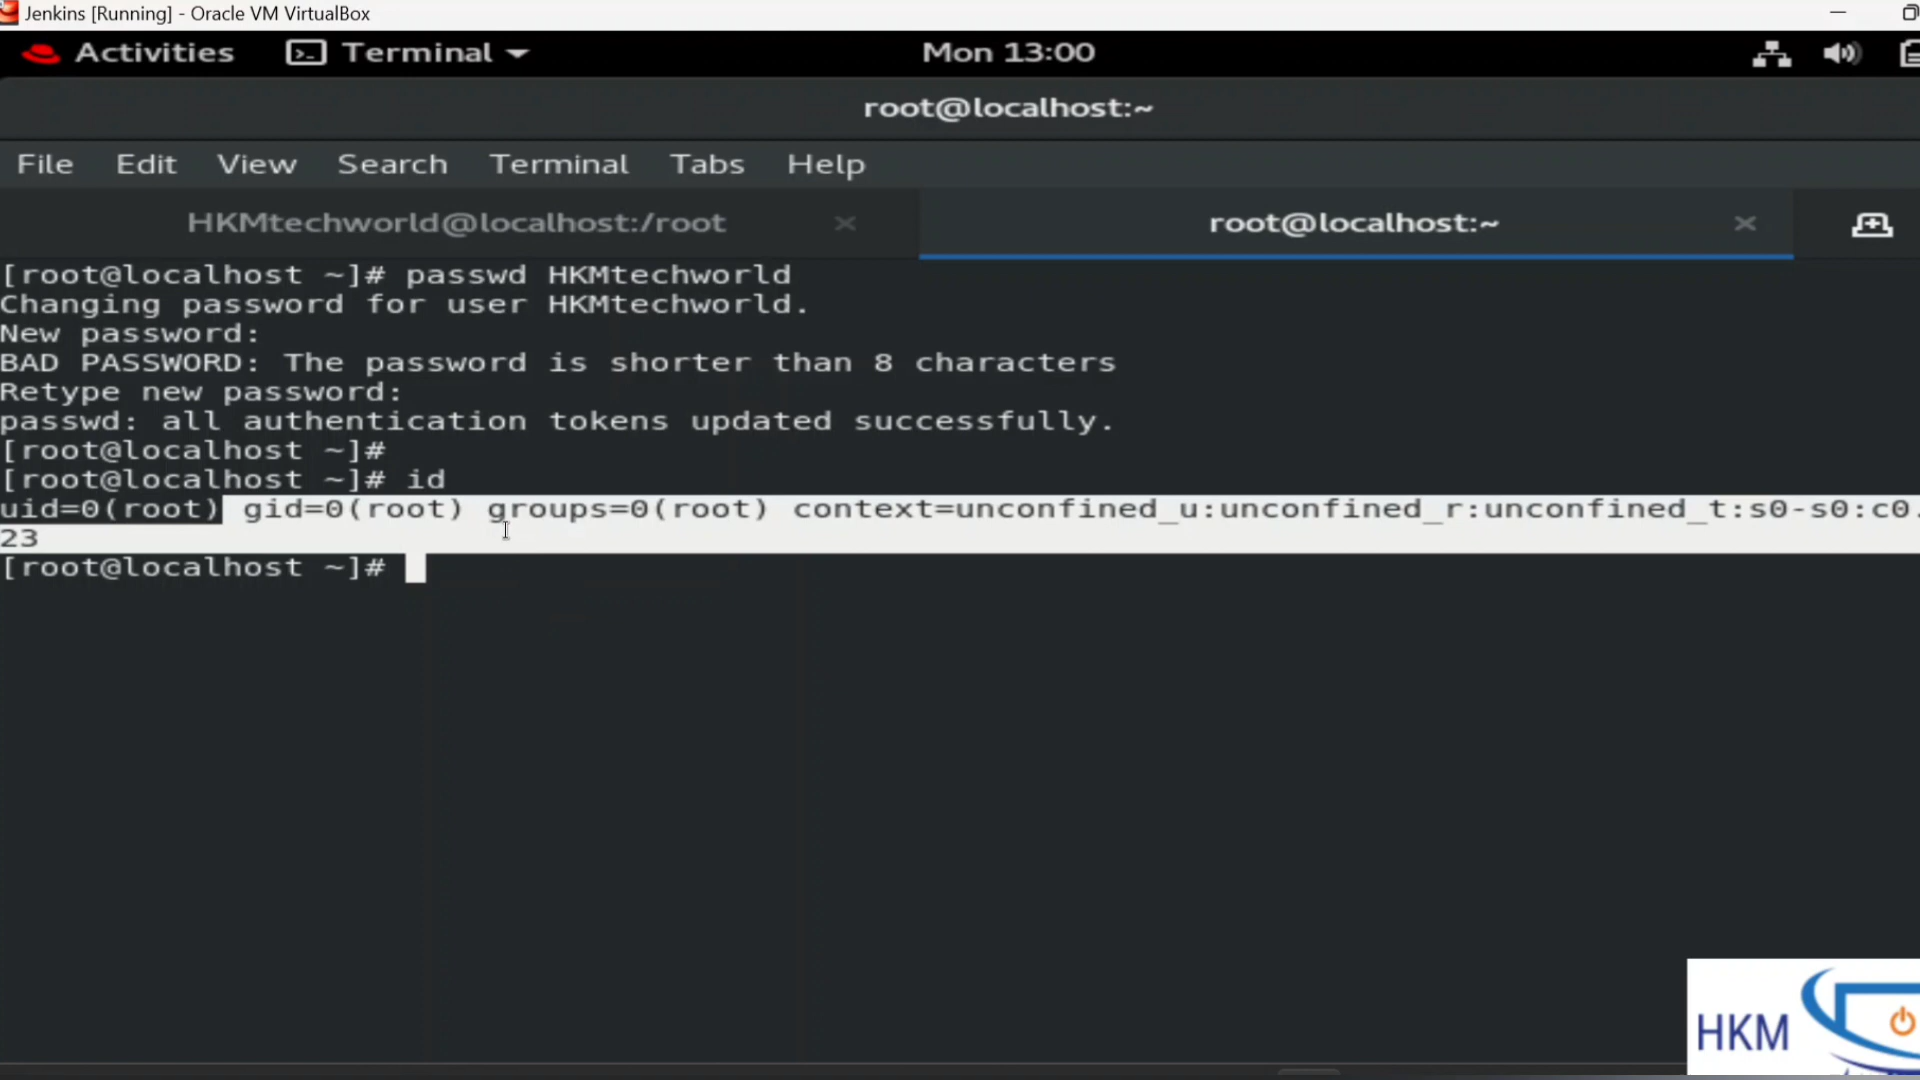 Jenkins [Running] - Oracle VM VirtualBox
Activities Terminal Mon 13:00
root@localhost:~
File Edit View Search Terminal Tabs Help
HKMtechworld@localhost:/root × root@localhost:~ ×
[root@localhost ~]# passwd HKMtechworld
Changing password for user HKMtechworld.
New password:
BAD PASSWORD: The password is shorter than 8 characters
Retype new password:
passwd: all authentication tokens updated successfully.
[root@localhost ~]#
[root@localhost ~]# id
uid=0(root) gid=0(root) groups=0(root) context=unconfined_u:unconfined_r:unconfined_t:s0-s0:c0.
23
[root@localhost ~]#
HKM